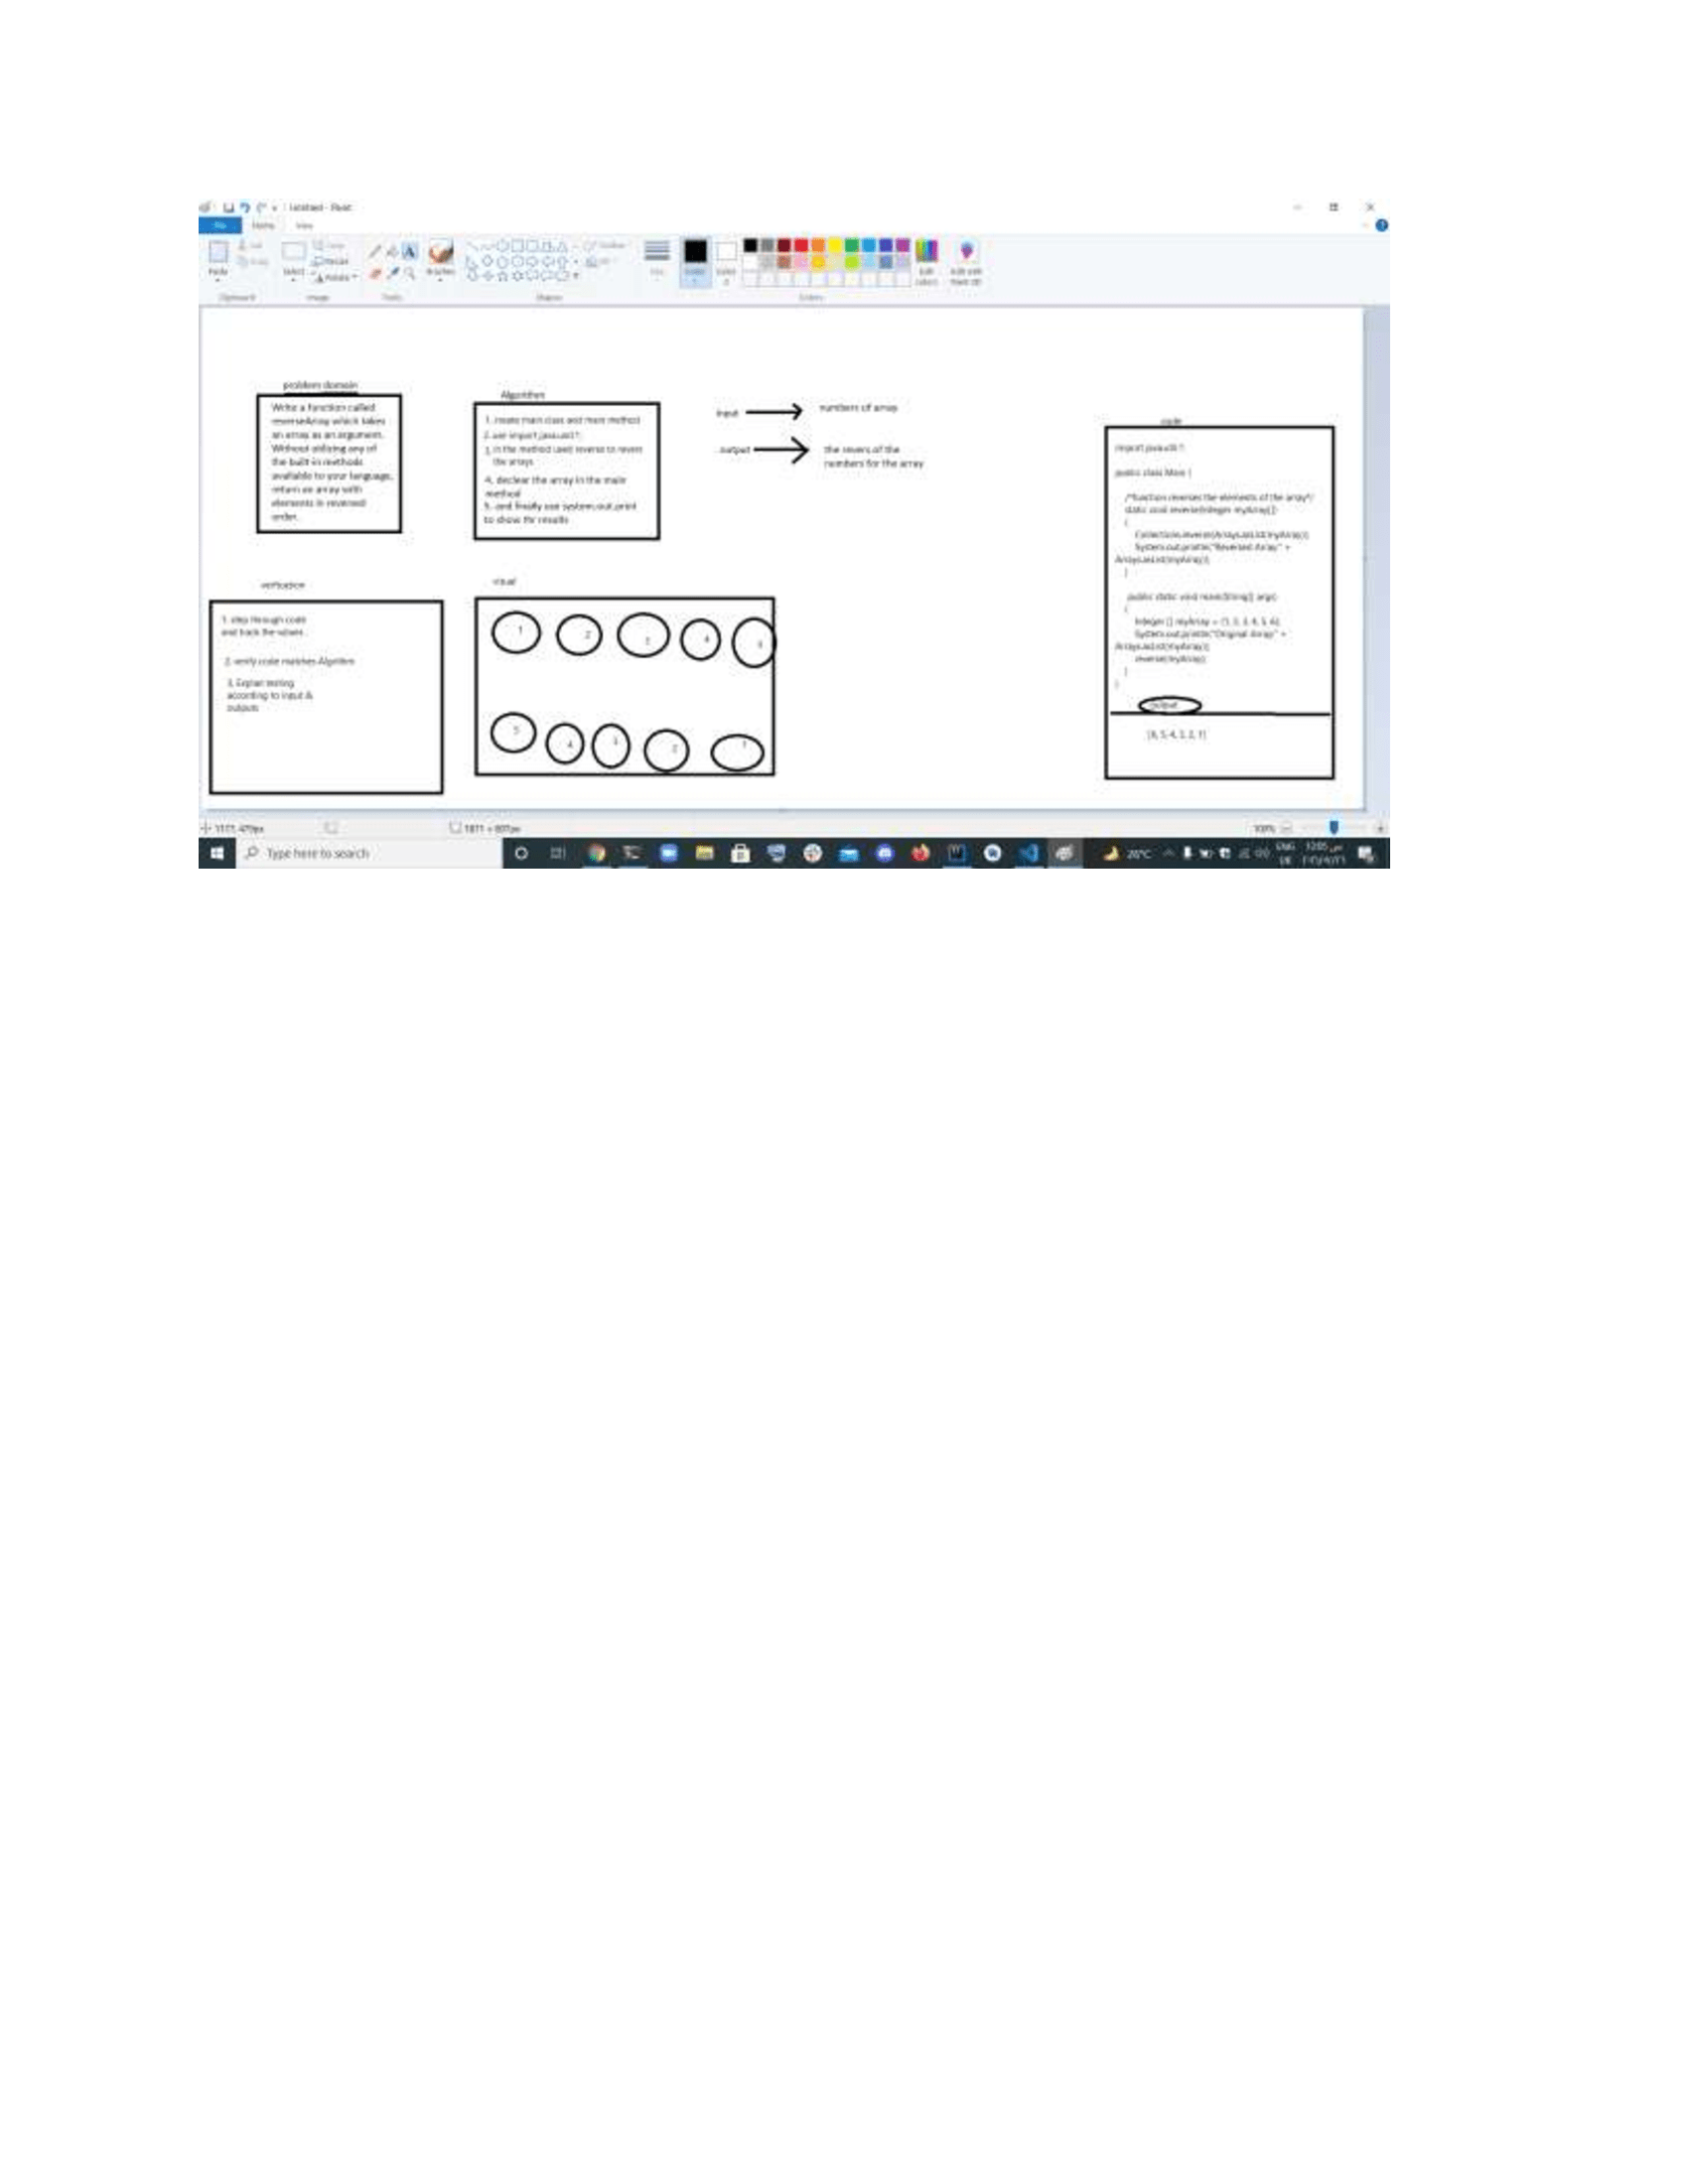 Untitled - Paint
File Home View
Cut
Copy
Paste
Select
Crop
Resize
Rotate
Brushes
Outline
Fill
Size
Color 1
Color 2
Edit colors
Edit with Paint 3D
Clipboard
Image
Tools
Shapes
Colors
problem domain
Write a function called
reverseArray which takes
an array as an argument.
Without utilizing any of
the built-in methods
available to your language,
return an array with
elements in reversed
order.
Algorithm
1. create main class and main method
2. use import java.util.*;
3. in the method used reverse to revers
the arrays
4. declear the array in the main
method
5. and finally use system.out.print
to show thr results
input
numbers of array
output
the revers of the
numbers for the array
code
import java.util.*;
public class Main {
/*function reverses the elements of the array*/
static void reverse(Integer myArray[])
{
Collections.reverse(Arrays.asList(myArray));
System.out.println("Reversed Array:" +
Arrays.asList(myArray));
}
public static void main(String[] args)
{
Integer [] myArray = {1, 2, 3, 4, 5, 6};
System.out.println("Original Array:" +
Arrays.asList(myArray));
reverse(myArray);
}
}
output
[6, 5, 4, 3, 2, 1]
verification
1. step through code
and track the values .
2. verify code matches Algrithm
3. Explan testing
according to input &
outputs
visual
1 2 3 4
5 4 3 2 1
100%
Type here to search
26°C
ENG